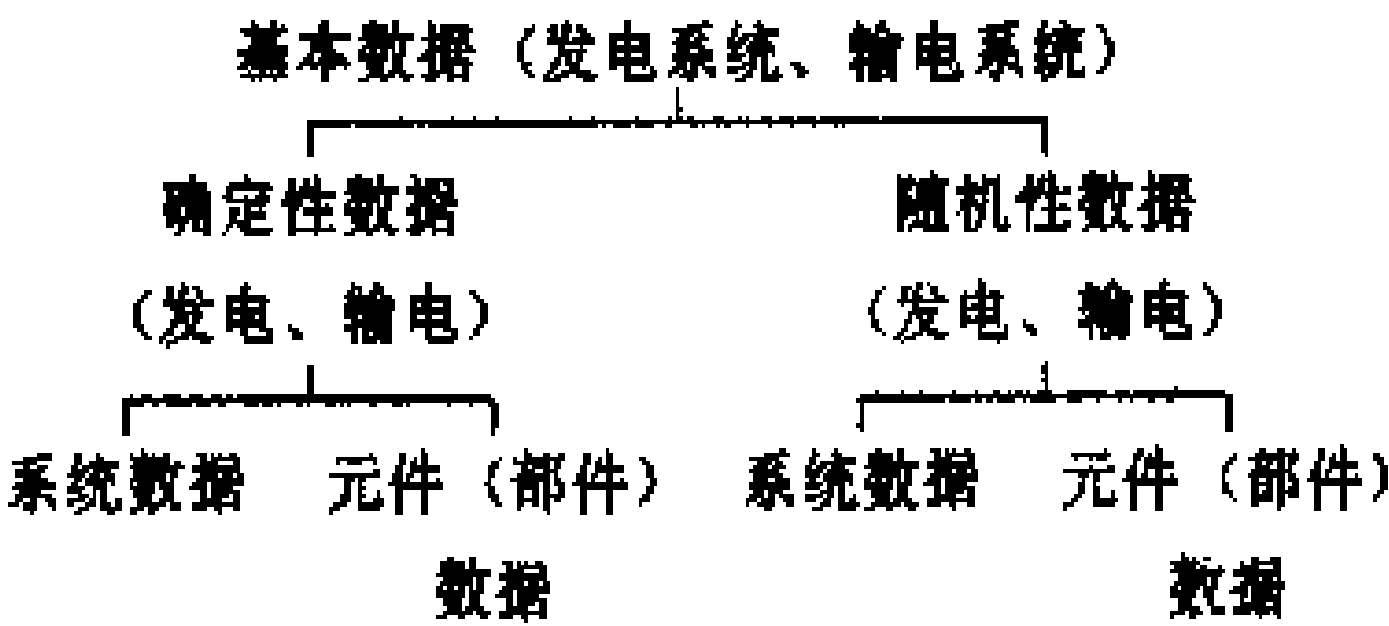 基本数据（发电系统、输电系统）
确定性数据 随机性数据
（发电、输电） （发电、输电）
系统数据 元件（部件） 系统数据 元件（部件）
数据 数据